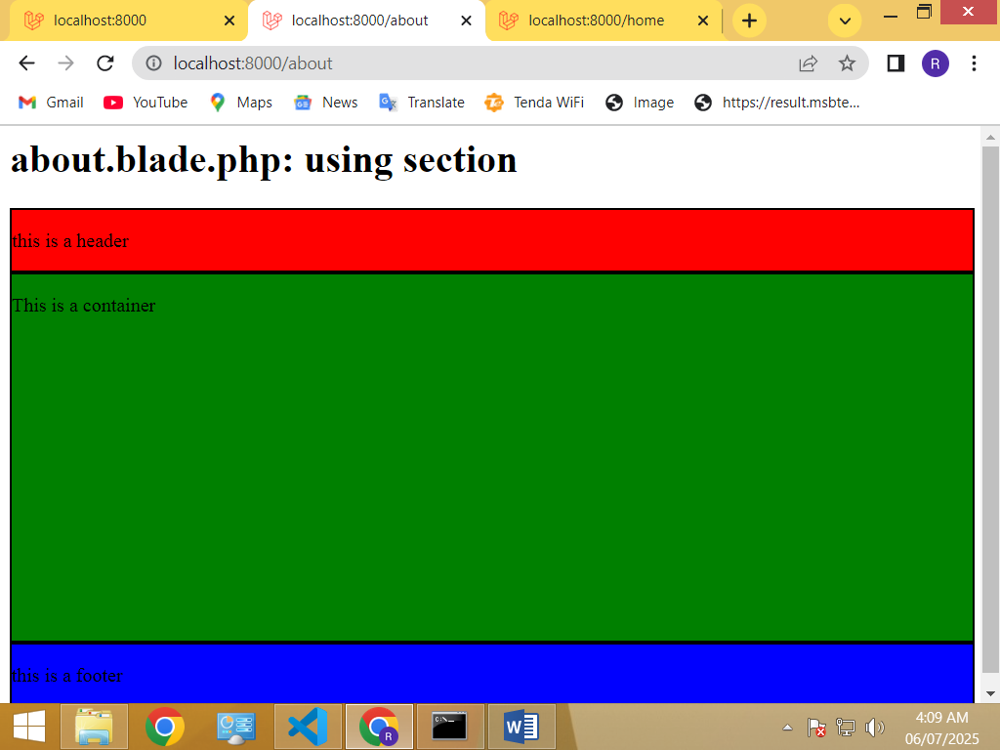 localhost:8000
localhost:8000/about
localhost:8000/home
localhost:8000/about
R
Gmail
YouTube
Maps
News
Translate
Tenda WiFi
Image
https://result.msbte...
about.blade.php: using section
this is a header
This is a container
this is a footer
R
C:\
W
4:09 AM
06/07/2025